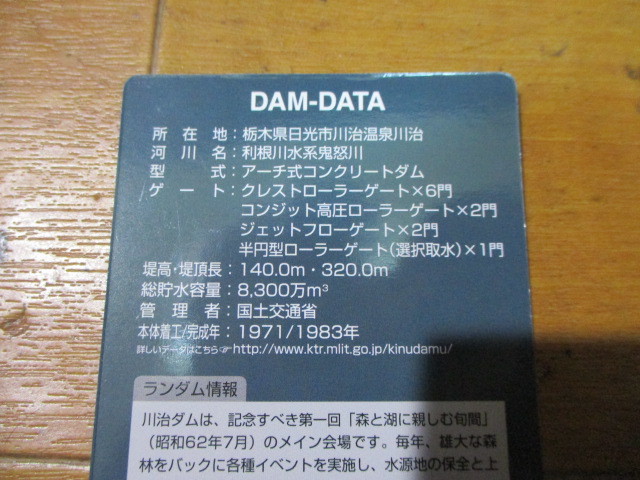 DAM-DATA
所在地：栃木県日光市川治温泉川治
河川名：利根川水系鬼怒川
型式：アーチ式コンクリートダム
ゲート：クレストローラーゲート×6門
コンジット高圧ローラーゲート×2門
ジェットフローゲート×2門
半円型ローラーゲート（選択取水）×1門
堤高・堤頂長：140.0m・320.0m
総貯水容量：8,300万m³
管理者：国土交通省
本体着工/完成年：1971/1983年
詳しいデータはこちら☞http://www.ktr.mlit.go.jp/kinudamu/
ランダム情報
川治ダムは、記念すべき第一回「森と湖に親しむ旬間」
（昭和62年7月）のメイン会場です。毎年、雄大な森
林をバックに各種イベントを実施し、水源地の保全と上